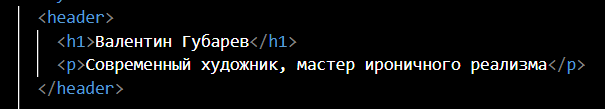 <header>
<h1>Валентин Губарев</h1>
<p>Современный художник, мастер ироничного реализма</p>
</header>